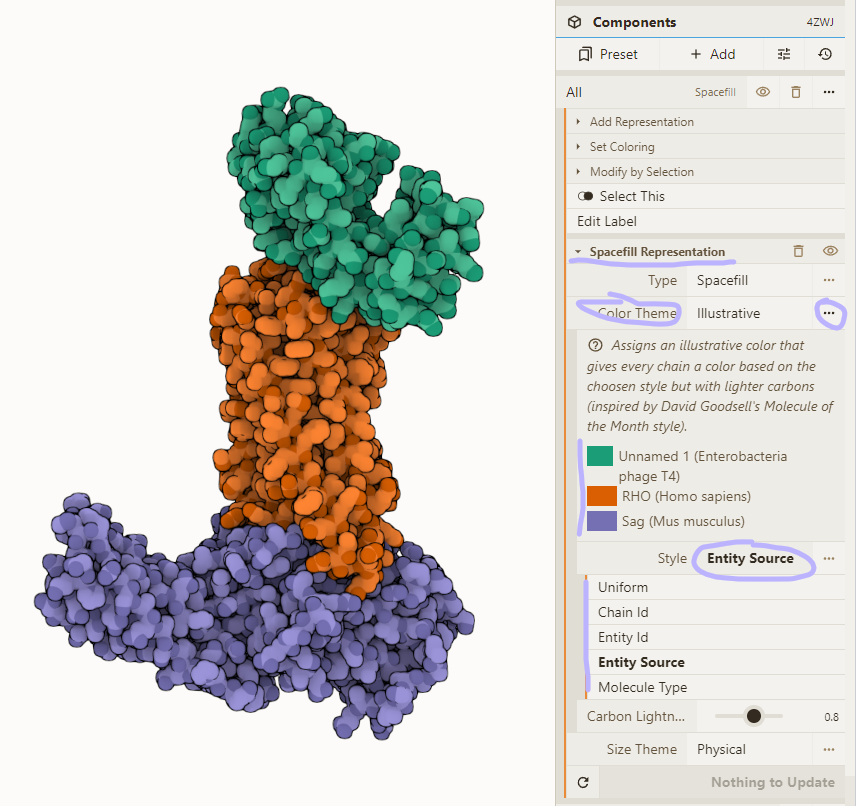 Components 4ZWJ
Preset + Add
All Spacefill
Add Representation
Set Coloring
Modify by Selection
Select This
Edit Label
Spacefill Representation
Type Spacefill
Color Theme Illustrative
Assigns an illustrative color that
gives every chain a color based on the
choosen style but with lighter carbons
(inspired by David Goodsell's Molecule of
the Month style).
Unnamed 1 (Enterobacteria
phage T4)
RHO (Homo sapiens)
Sag (Mus musculus)
Style Entity Source
Uniform
Chain Id
Entity Id
Entity Source
Molecule Type
Carbon Lightn... 0.8
Size Theme Physical
Nothing to Update